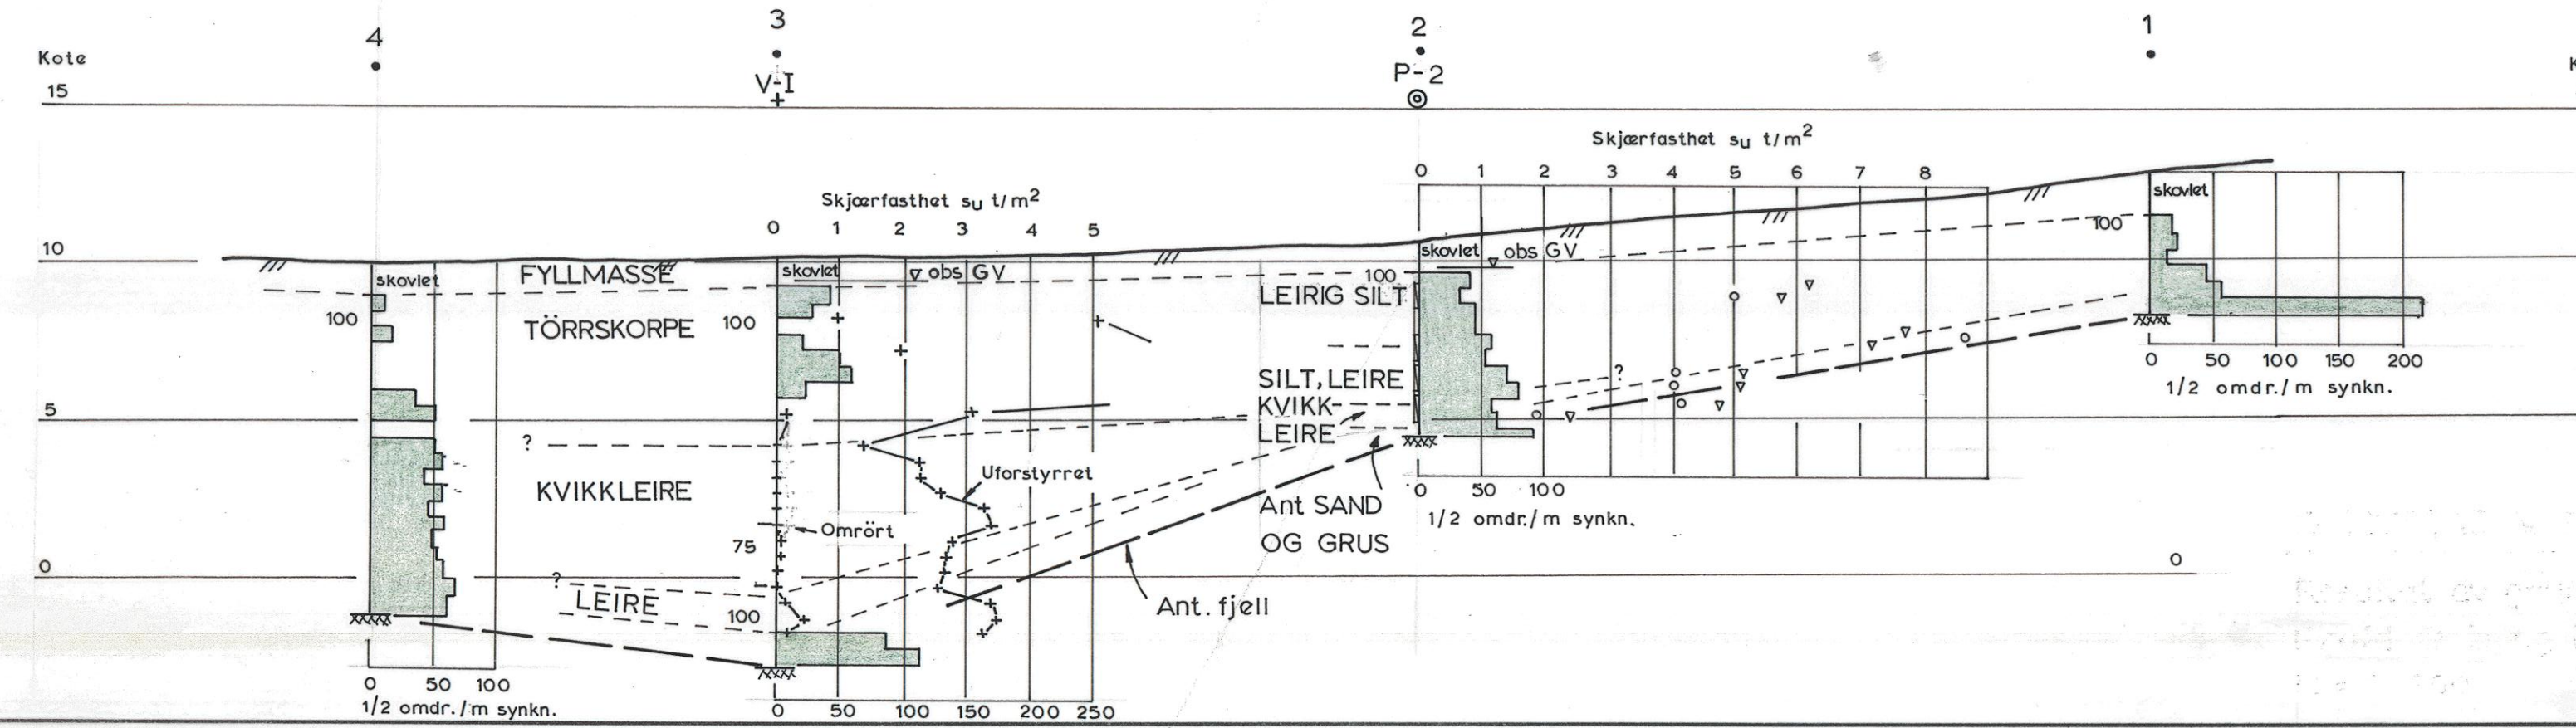 4
3
2
1
Kote
V-I
P-2
15
Skjærfasthet su t/m2
0 1 2 3 4 5 6 7 8
skovlet
100
Skjærfasthet su t/m2
0 1 2 3 4 5
10
skovlet
FYLLMASSE
skovlet
obs GV
skovlet
obs GV
100
LEIRIG SILT
100
TÖRRSKORPE
100
0 50 100 150 200
1/2 omdr./m synkn.
SILT, LEIRE
?
5
KVIKK-
LEIRE
?
KVIKKLEIRE
Uforstyrret
0 50 100
1/2 omdr./m synkn.
Ant SAND
OG GRUS
Omrört
75
0
?
0
LEIRE
100
Ant. fjell
0 50 100
1/2 omdr./m synkn.
0 50 100 150 200 250